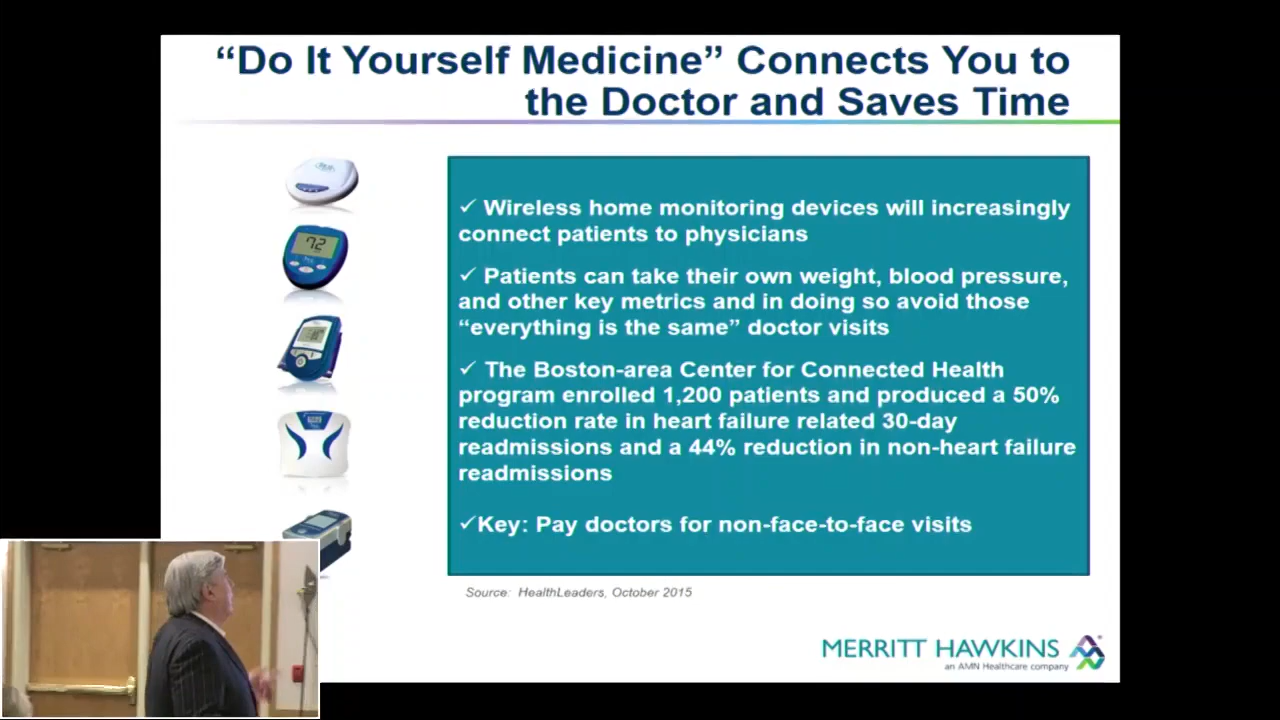 “Do It Yourself Medicine” Connects You to
the Doctor and Saves Time
✓ Wireless home monitoring devices will increasingly
connect patients to physicians
✓ Patients can take their own weight, blood pressure,
and other key metrics and in doing so avoid those
“everything is the same” doctor visits
✓ The Boston-area Center for Connected Health
program enrolled 1,200 patients and produced a 50%
reduction rate in heart failure related 30-day
readmissions and a 44% reduction in non-heart failure
readmissions
✓Key: Pay doctors for non-face-to-face visits
Source: HealthLeaders, October 2015
MERRITT HAWKINS
an AMN Healthcare company
72